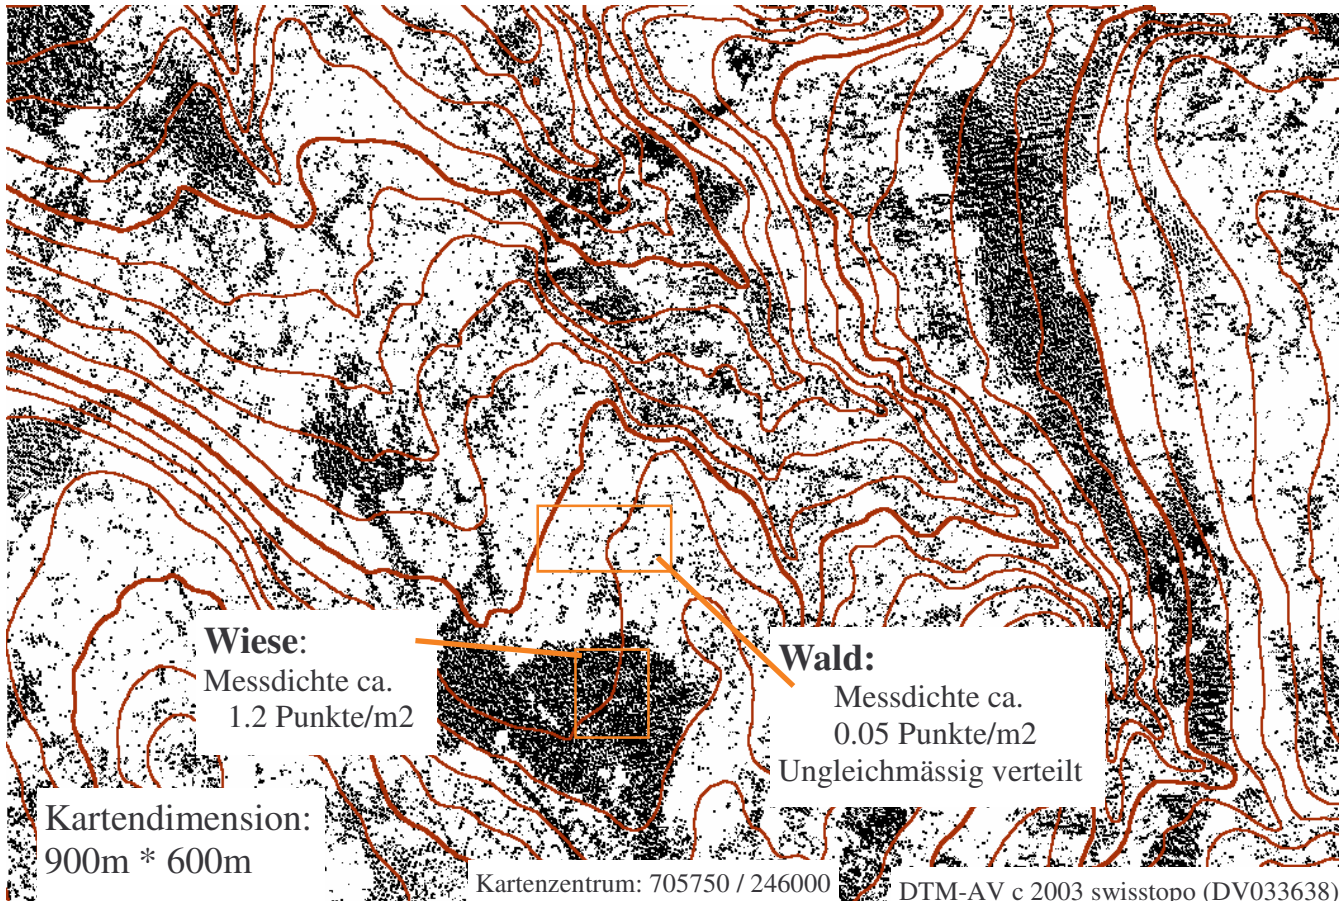 Wiese:
Messdichte ca.
1.2 Punkte/m2
Wald:
Messdichte ca.
0.05 Punkte/m2
Ungleichmässig verteilt
Kartendimension:
900m * 600m
Kartenzentrum: 705750 / 246000
DTM-AV c 2003 swisstopo (DV033638)